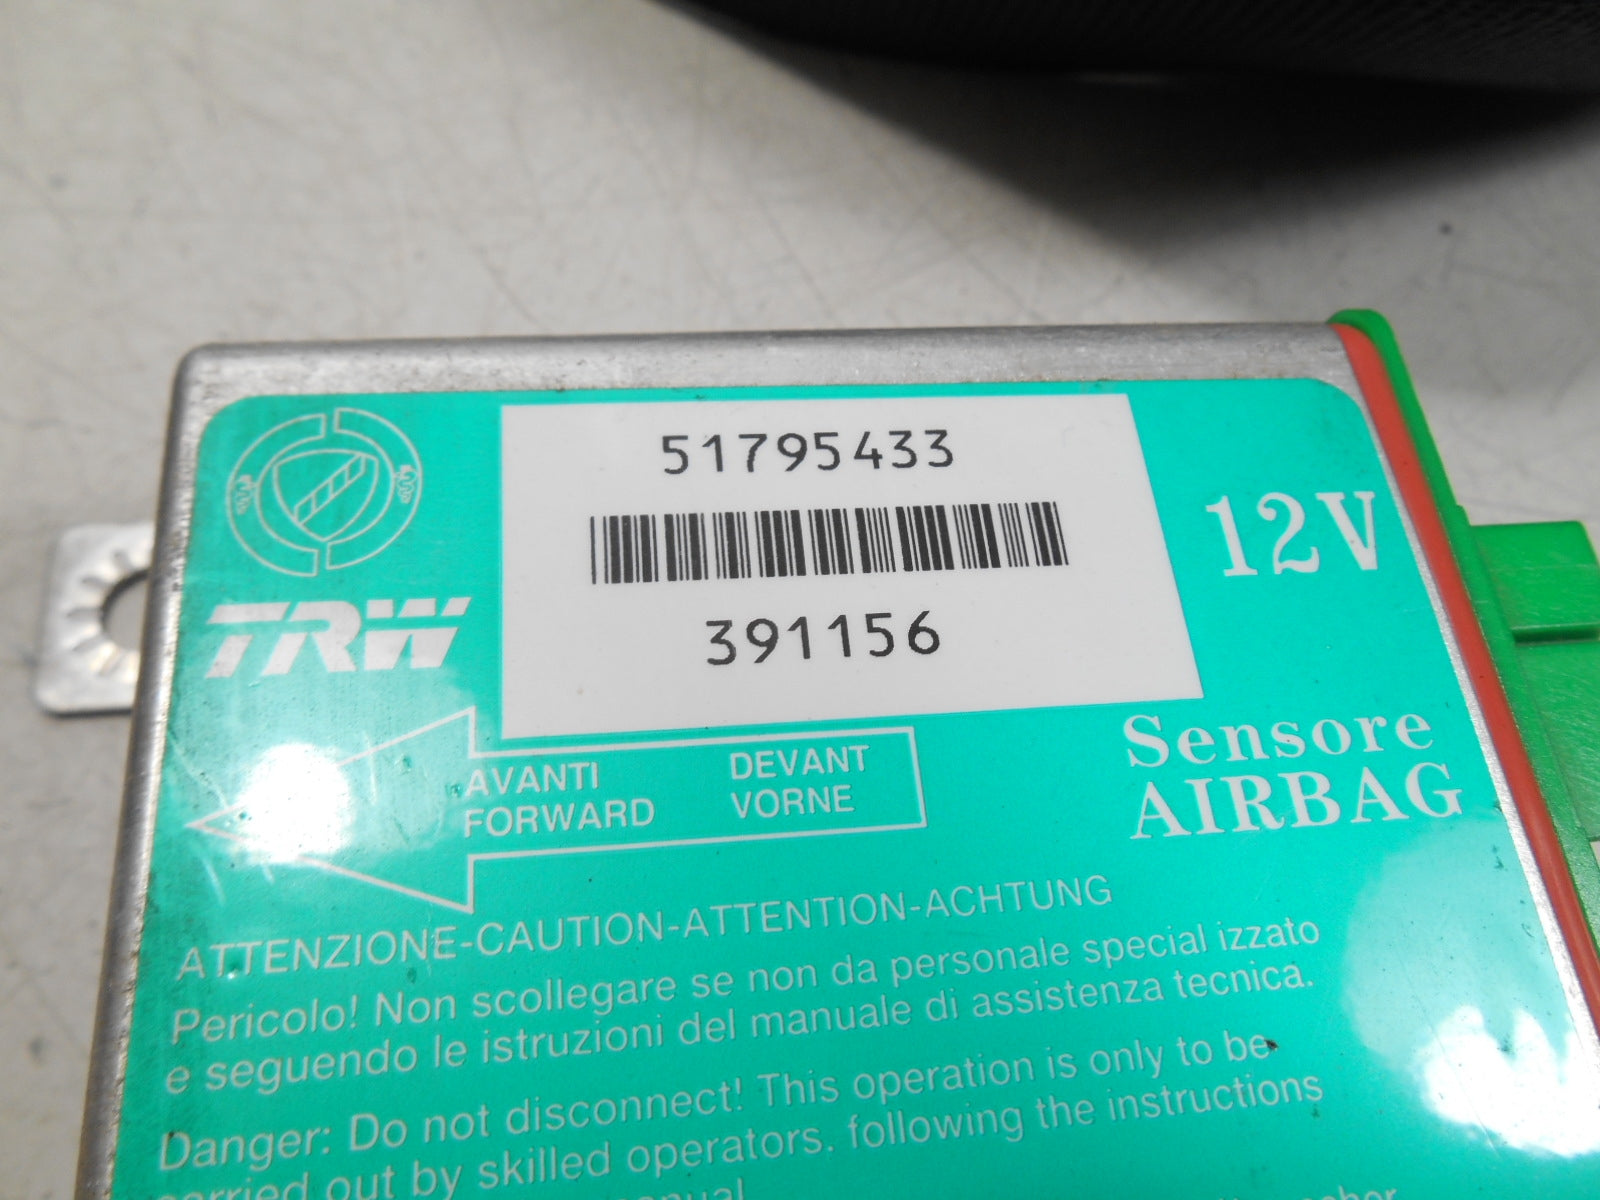 51795433
391156
12V
TRW
AVANTI DEVANT
FORWARD VORNE
Sensore
AIRBAG
ATTENZIONE-CAUTION-ATTENTION-ACHTUNG
Pericolo! Non scollegare se non da personale special izzato
e seguendo le istruzioni del manuale di assistenza tecnica.
Danger: Do not disconnect! This operation is only to be
carried out by skilled operators. following the instructions
manual